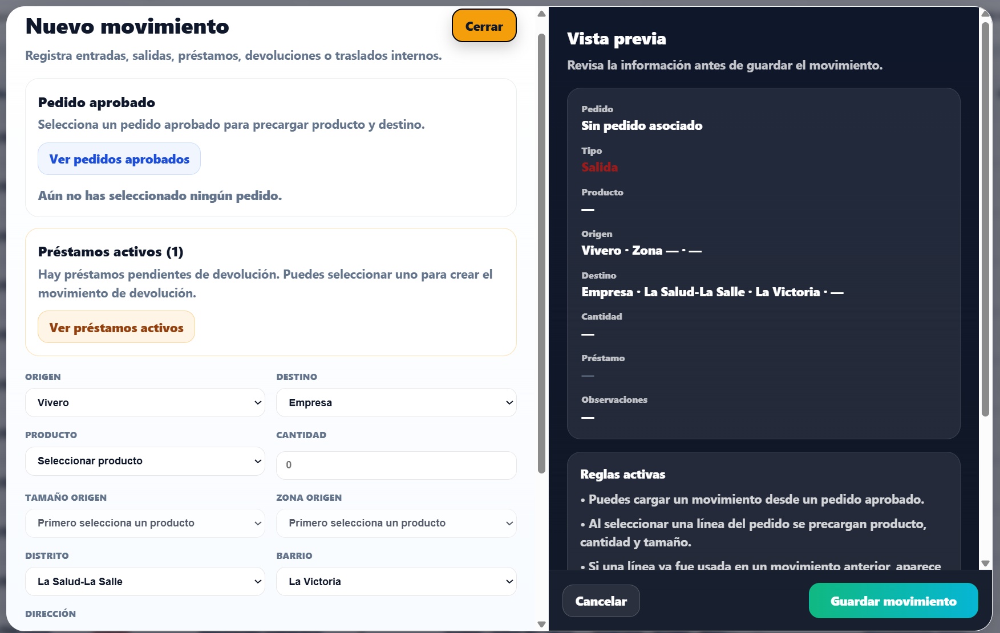 Nuevo movimiento
Cerrar
Registra entradas, salidas, préstamos, devoluciones o traslados internos.
Pedido aprobado
Selecciona un pedido aprobado para precargar producto y destino.
Ver pedidos aprobados
Aún no has seleccionado ningún pedido.
Préstamos activos (1)
Hay préstamos pendientes de devolución. Puedes seleccionar uno para crear el
movimiento de devolución.
Ver préstamos activos
ORIGEN
Vivero
DESTINO
Empresa
PRODUCTO
Seleccionar producto
CANTIDAD
0
TAMAÑO ORIGEN
Primero selecciona un producto
ZONA ORIGEN
Primero selecciona un producto
DISTRITO
La Salud-La Salle
BARRIO
La Victoria
DIRECCIÓN
Vista previa
Revisa la información antes de guardar el movimiento.
Pedido
Sin pedido asociado
Tipo
Salida
Producto
—
Origen
Vivero · Zona — · —
Destino
Empresa · La Salud-La Salle · La Victoria · —
Cantidad
—
Préstamo
—
Observaciones
—
Reglas activas
• Puedes cargar un movimiento desde un pedido aprobado.
• Al seleccionar una línea del pedido se precargan producto,
cantidad y tamaño.
• Si una línea ya fue usada en un movimiento anterior, aparece
Cancelar
Guardar movimiento